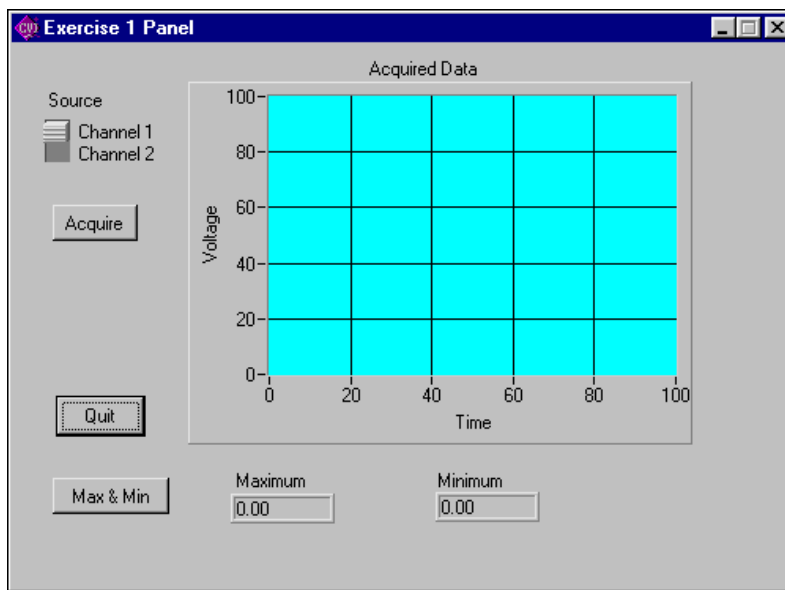 CVI Exercise 1 Panel
Acquired Data
Source
Channel 1
Channel 2
Acquire
Voltage
100
80
60
40
20
0
0 20 40 60 80 100
Time
Quit
Max & Min
Maximum
0.00
Minimum
0.00